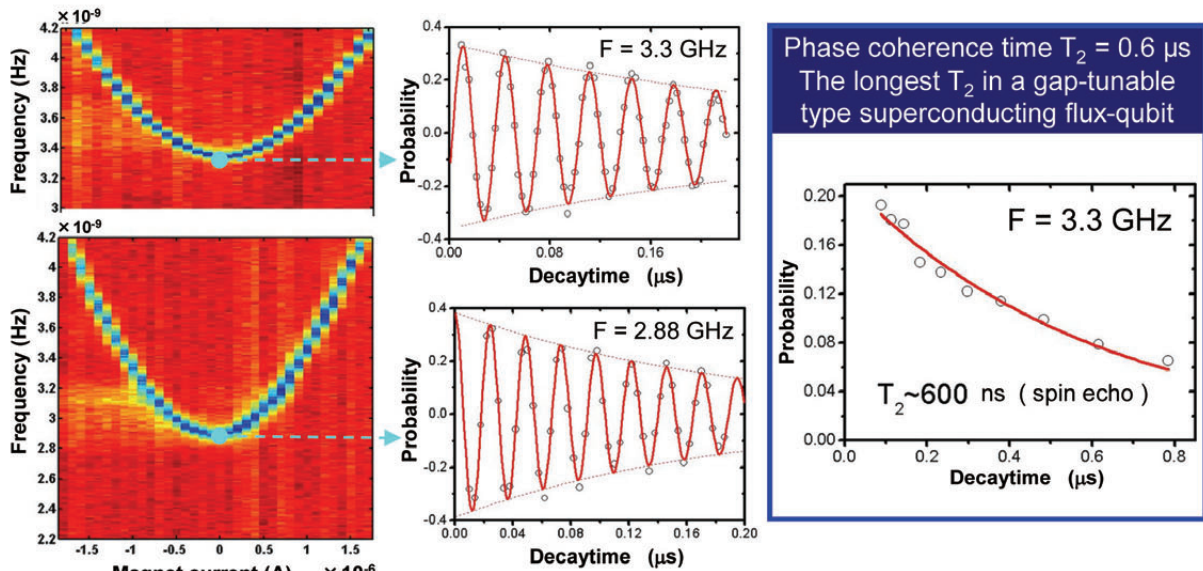 × 10⁻⁹
4.2
4
3.8
3.6
3.4
3.2
3
Frequency (Hz)
× 10⁻⁹
4.2
4
3.8
3.6
3.4
3.2
3
2.8
2.6
2.4
2.2
Frequency (Hz)
-1.5 -1 -0.5 0 0.5 1 1.5
Magnet current (A) × 10⁻⁶
F = 3.3 GHz
0.4
0.2
0.0
-0.2
-0.4
Probability
0.00 0.08 0.16
Decaytime (μs)
F = 2.88 GHz
0.4
0.2
0.0
-0.2
-0.4
Probability
0.00 0.04 0.08 0.12 0.16 0.20
Decaytime (μs)
Phase coherence time T₂ = 0.6 μs
The longest T₂ in a gap-tunable
type superconducting flux-qubit
F = 3.3 GHz
0.20
0.16
0.12
0.08
0.04
0.00
Probability
T₂~600 ns ( spin echo )
0.0 0.2 0.4 0.6 0.8
Decaytime (μs)